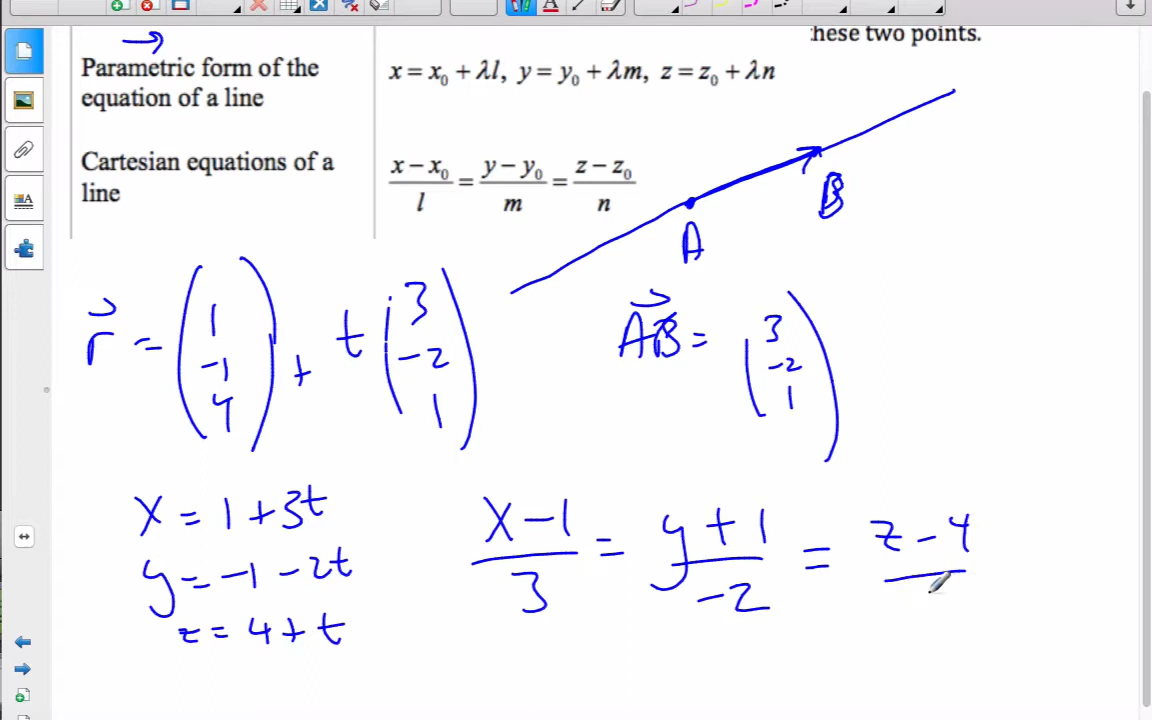 these two points.
Parametric form of the
equation of a line
x = x₀ + λl, y = y₀ + λm, z = z₀ + λn
Cartesian equations of a
line
(x − x₀)/l = (y − y₀)/m = (z − z₀)/n
A
B
r⃗ = (1 -1 4) + t (3 -2 1)
AB⃗ = (3 -2 1)
x = 1 + 3t
y = -1 - 2t
z = 4 + t
(x - 1)/3 = (y + 1)/-2 = (z - 4)/